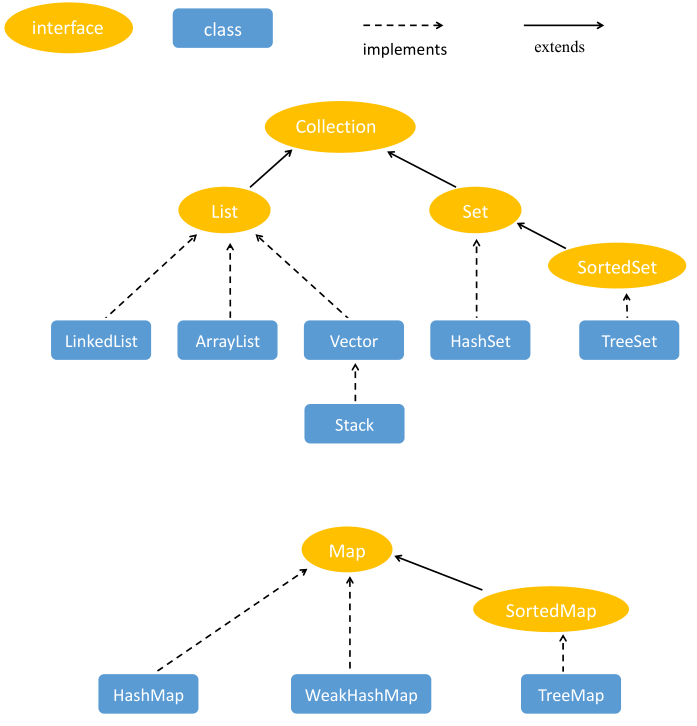 interface
class
implements
extends
Collection
List
Set
SortedSet
LinkedList
ArrayList
Vector
HashSet
TreeSet
Stack
Map
SortedMap
HashMap
WeakHashMap
TreeMap